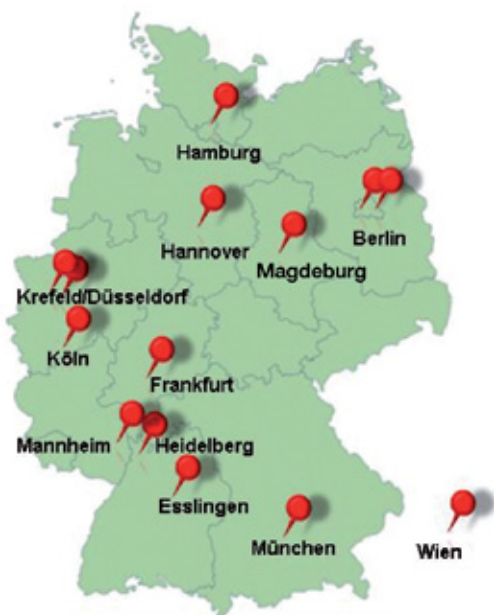 Hamburg
Hannover
Berlin
Magdeburg
Krefeld/Düsseldorf
Köln
Frankfurt
Mannheim
Heidelberg
Esslingen
München
Wien